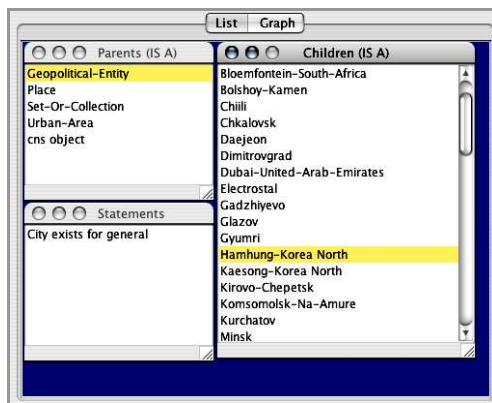 List Graph
Parents (IS A)
Geopolitical-Entity
Place
Set-Or-Collection
Urban-Area
cns object
Statements
City exists for general
Children (IS A)
Bloemfontein-South-Africa
Bolshoy-Kamen
Chiili
Chkalovsk
Daejeon
Dimitrovgrad
Dubai-United-Arab-Emirates
Electrostal
Gadzhiyevo
Glazov
Gyumri
Hamhung-Korea North
Kaesong-Korea North
Kirovo-Chepetsk
Komsomolsk-Na-Amure
Kurchatov
Minsk